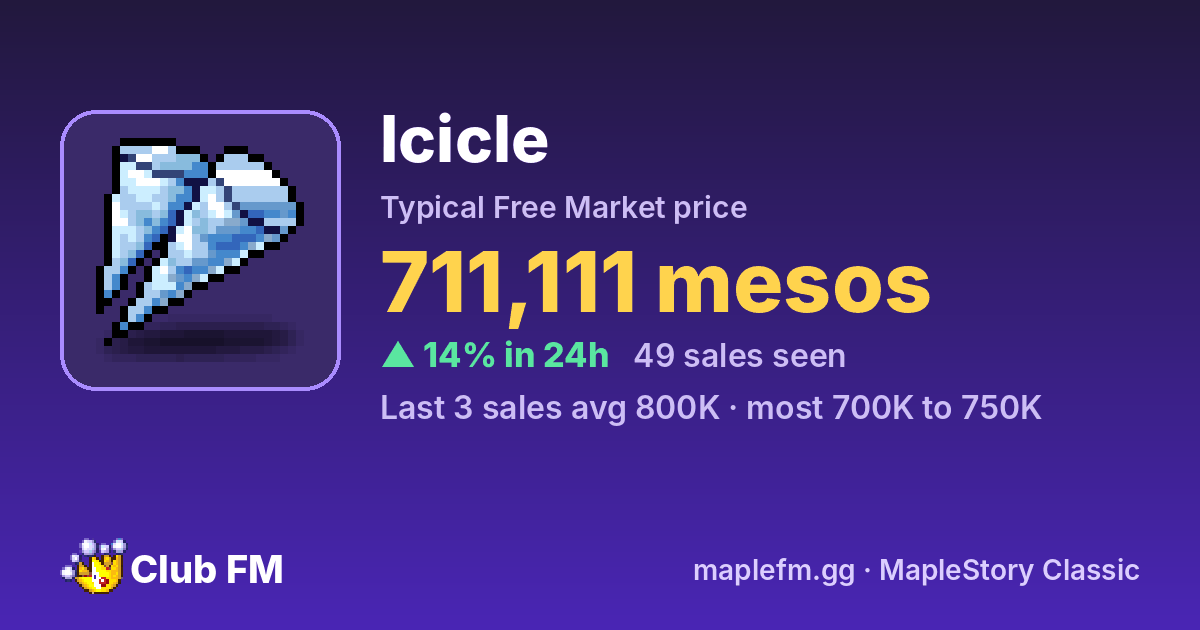 Icicle
Typical Free Market price
711,111 mesos
▲ 14% in 24h 49 sales seen
Last 3 sales avg 800K · most 700K to 750K
Club FM
maplefm.gg · MapleStory Classic